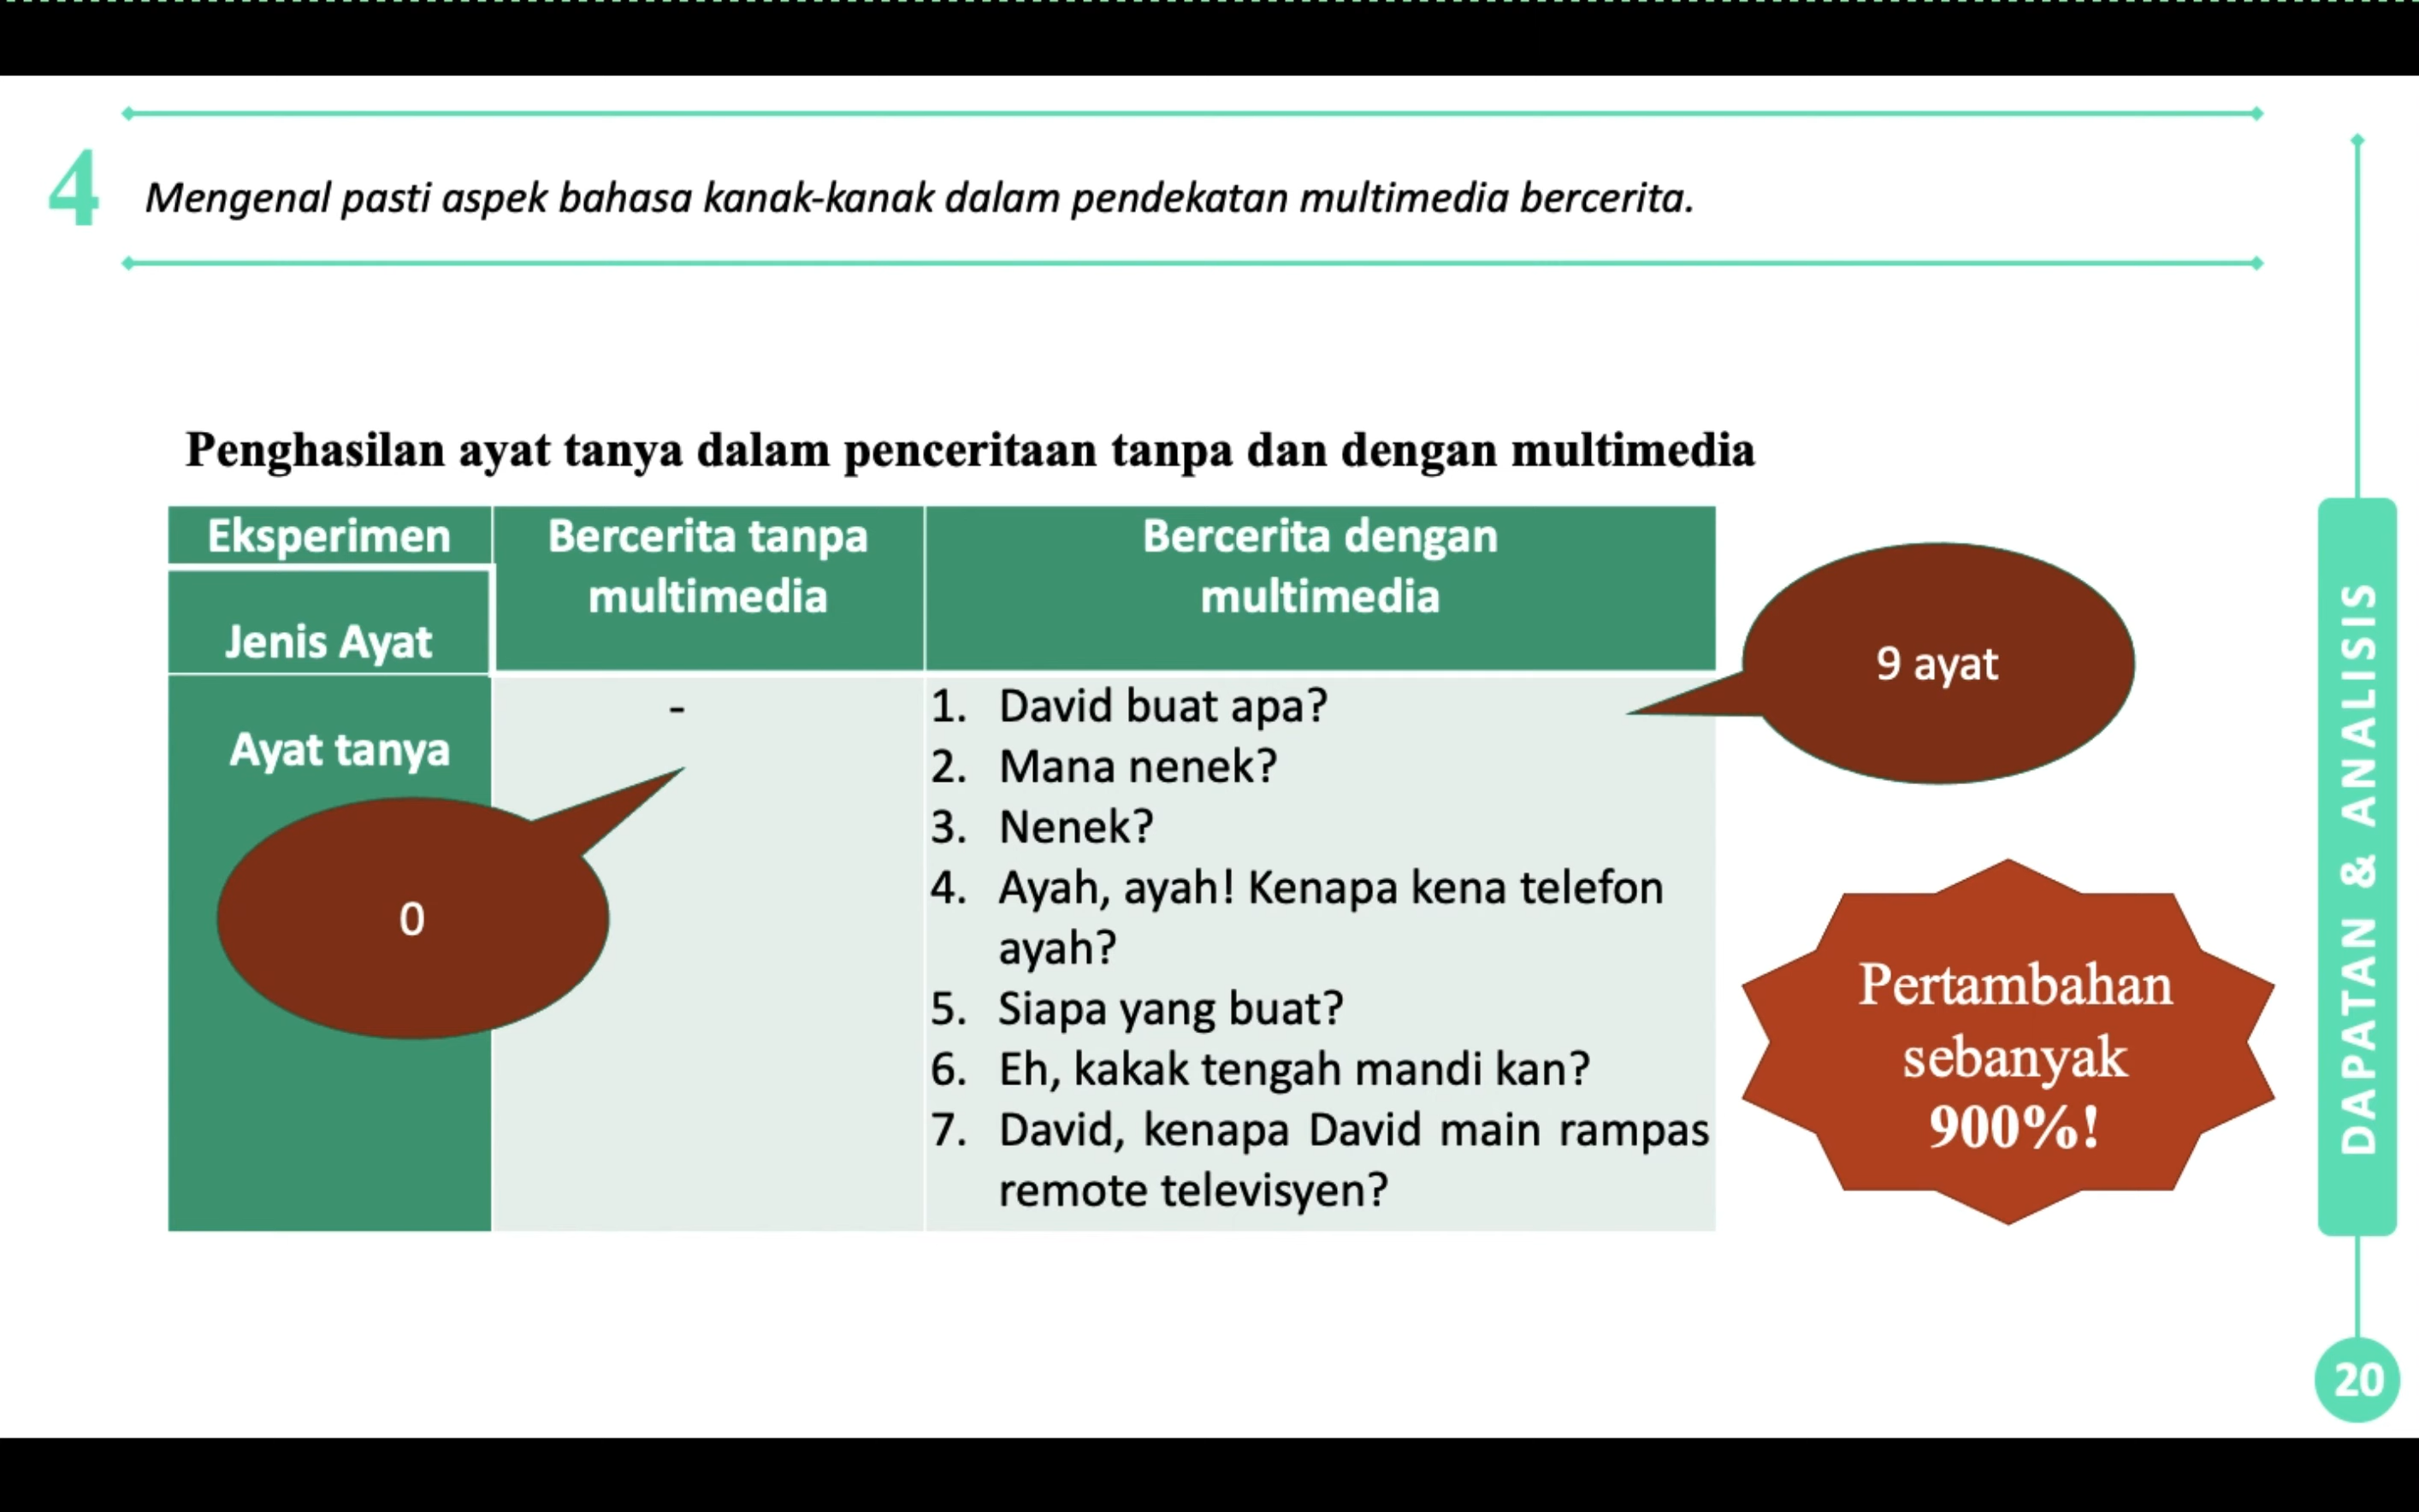 4
Mengenal pasti aspek bahasa kanak-kanak dalam pendekatan multimedia bercerita.
Penghasilan ayat tanya dalam penceritaan tanpa dan dengan multimedia
Eksperimen
Jenis Ayat
Bercerita tanpa
multimedia
Bercerita dengan
multimedia
Ayat tanya
-
1. David buat apa?
2. Mana nenek?
3. Nenek?
4. Ayah, ayah! Kenapa kena telefon
ayah?
5. Siapa yang buat?
6. Eh, kakak tengah mandi kan?
7. David, kenapa David main rampas
remote televisyen?
0
9 ayat
Pertambahan
sebanyak
900%!
DAPATAN & ANALISIS
20